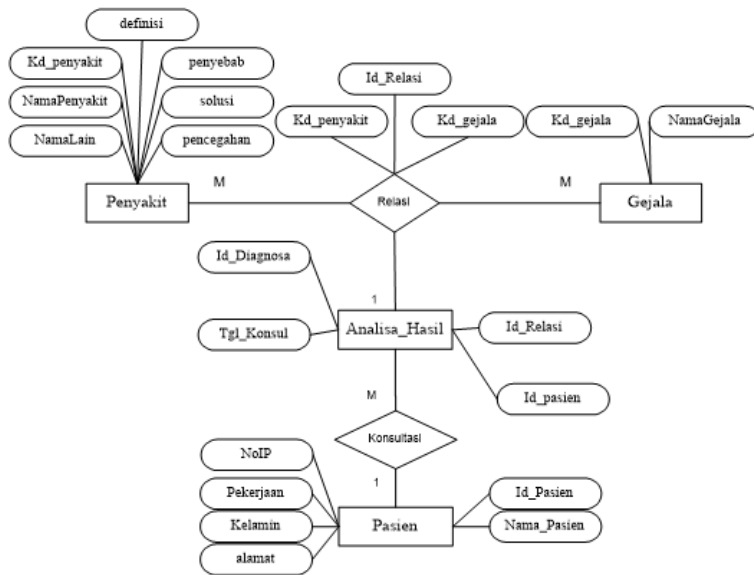 definisi
Kd_penyakit
penyebab
NamaPenyakit
solusi
NamaLain
pencegahan
Id_Relasi
Kd_penyakit
Kd_gejala
Kd_gejala
NamaGejala
Penyakit
M
Relasi
M
Gejala
Id_Diagnosa
1
Tgl_Konsul
Analisa_Hasil
Id_Relasi
M
Id_pasien
Konsultasi
NoIP
1
Pekerjaan
Id_Pasien
Kelamin
Pasien
Nama_Pasien
alamat